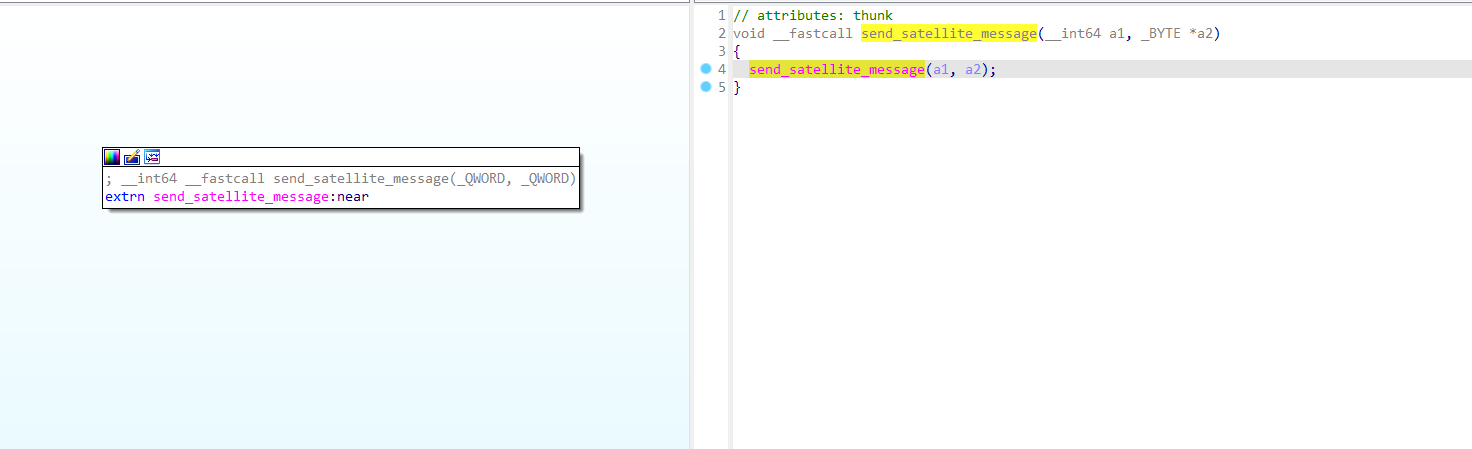 ; __int64 __fastcall send_satellite_message(_QWORD, _QWORD)
extrn send_satellite_message:near
1 // attributes: thunk
2 void __fastcall send_satellite_message(__int64 a1, _BYTE *a2)
3 {
4   send_satellite_message(a1, a2);
5 }